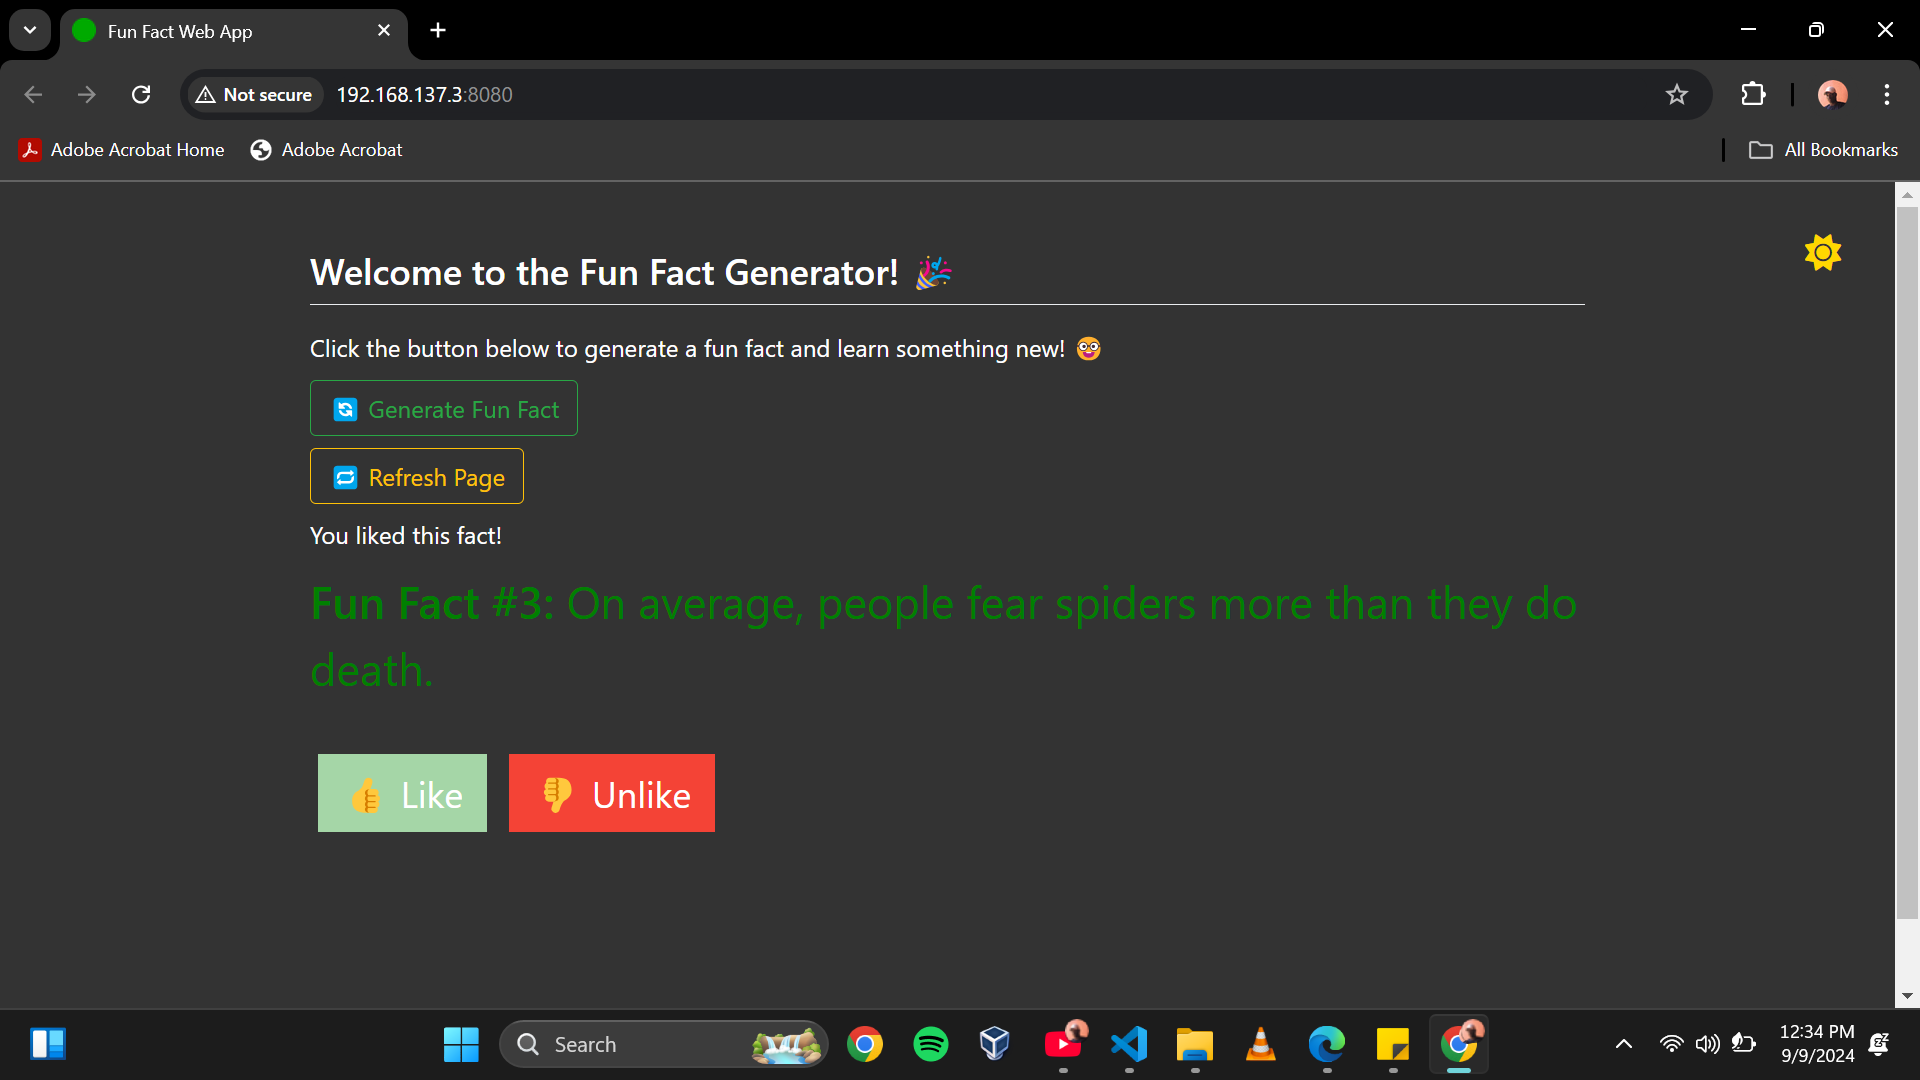 Fun Fact Web App
Not secure
192.168.137.3:8080
Adobe Acrobat Home
Adobe Acrobat
All Bookmarks
Welcome to the Fun Fact Generator! 🎉
Click the button below to generate a fun fact and learn something new! 🤓
🔄 Generate Fun Fact
🔁 Refresh Page
You liked this fact!
Fun Fact #3: On average, people fear spiders more than they do
death.
👍 Like
👎 Unlike
Search
12:34 PM
9/9/2024